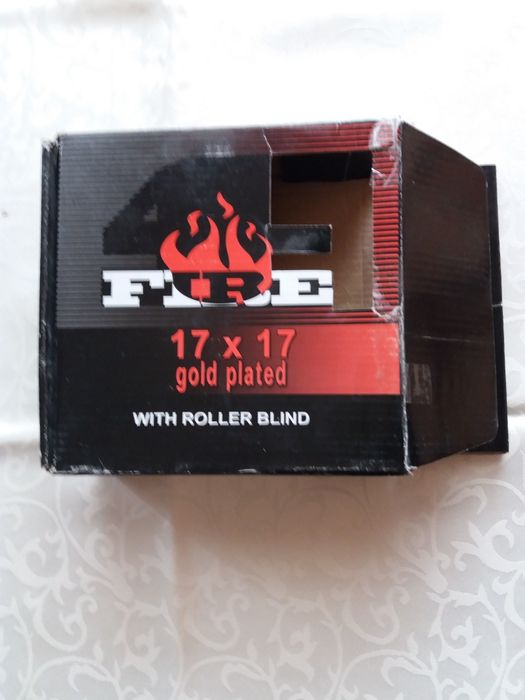 FIRE
17 x 17
gold plated
WITH ROLLER BLIND